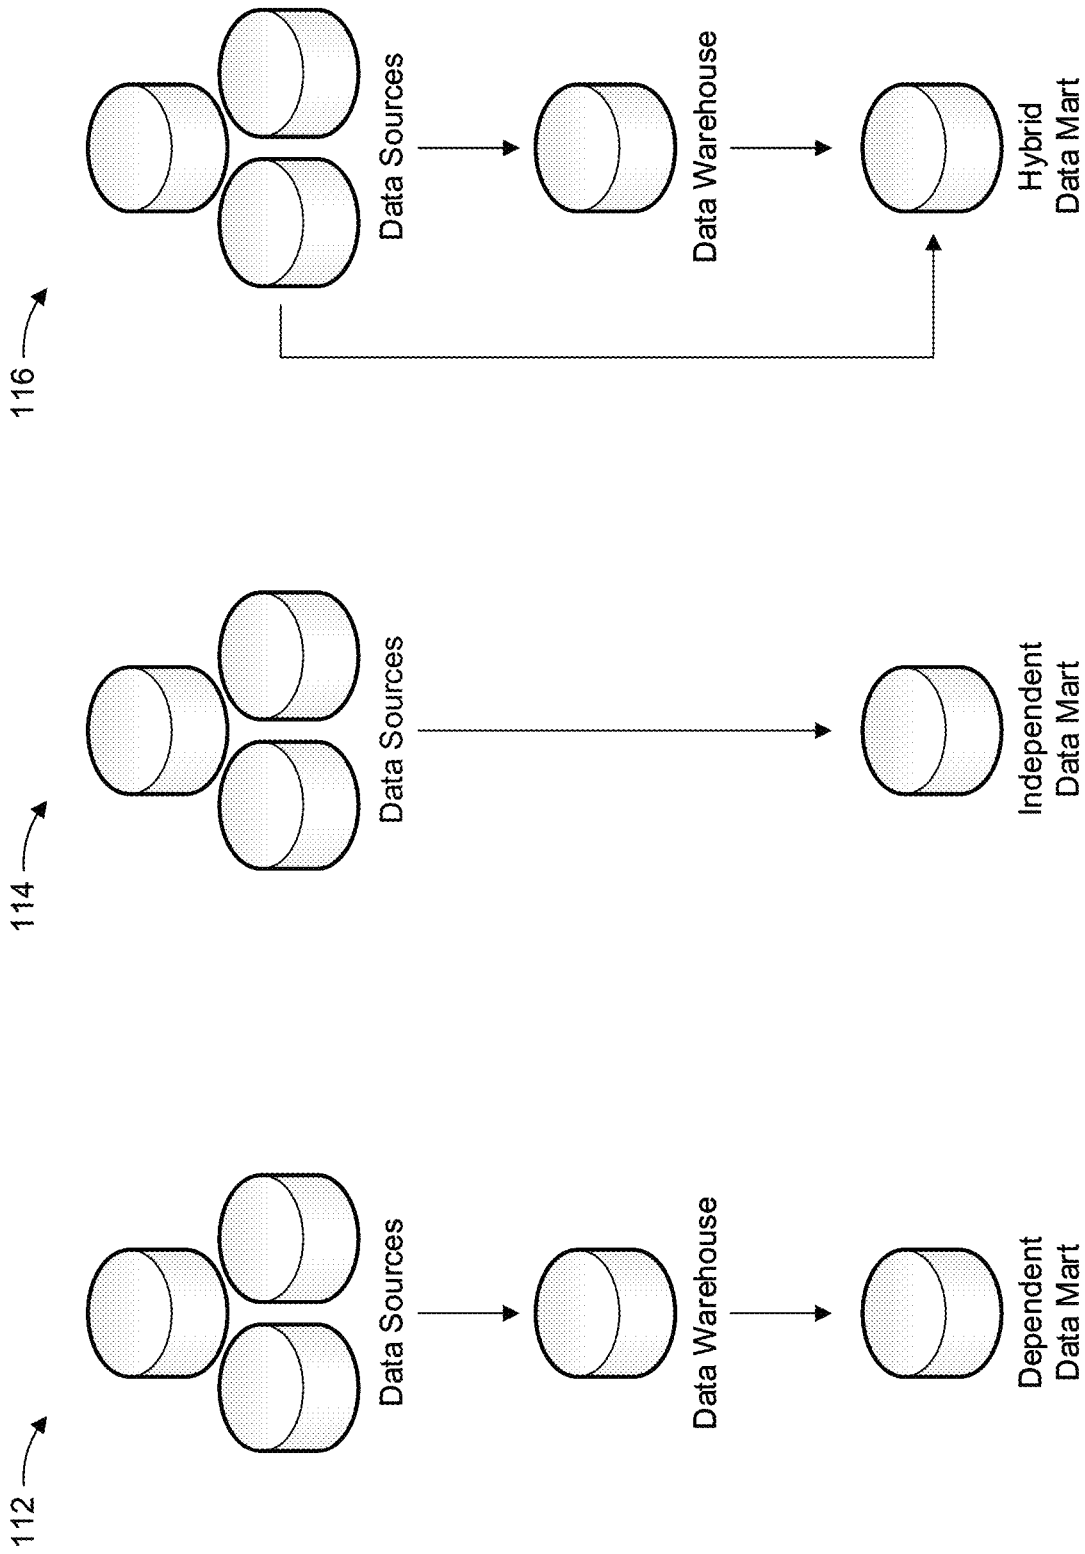 112
Data Sources
Data Warehouse
Dependent
Data Mart
114
Data Sources
Independent
Data Mart
116
Data Sources
Data Warehouse
Hybrid
Data Mart